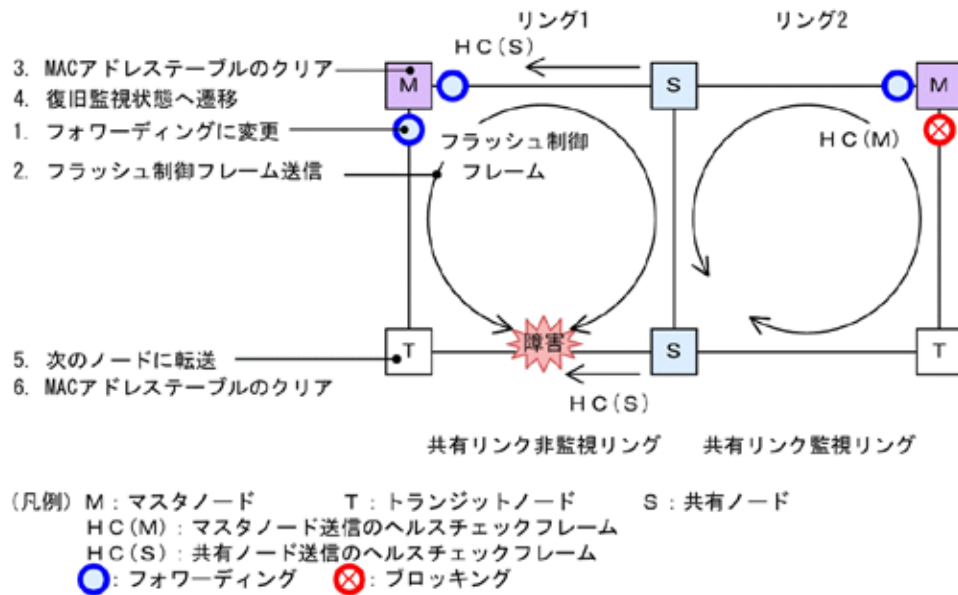 リング1
リング2
HC(S)
3. MACアドレステーブルのクリア
4. 復旧監視状態へ遷移
1. フォワーディングに変更
2. フラッシュ制御フレーム送信
M
S
M
フラッシュ制御
フレーム
HC(M)
5. 次のノードに転送
6. MACアドレステーブルのクリア
T
障害
S
T
HC(S)
共有リンク非監視リング
共有リンク監視リング
(凡例) M：マスタノード T：トランジットノード S：共有ノード
HC(M)：マスタノード送信のヘルスチェックフレーム
HC(S)：共有ノード送信のヘルスチェックフレーム
：フォワーディング ：ブロッキング